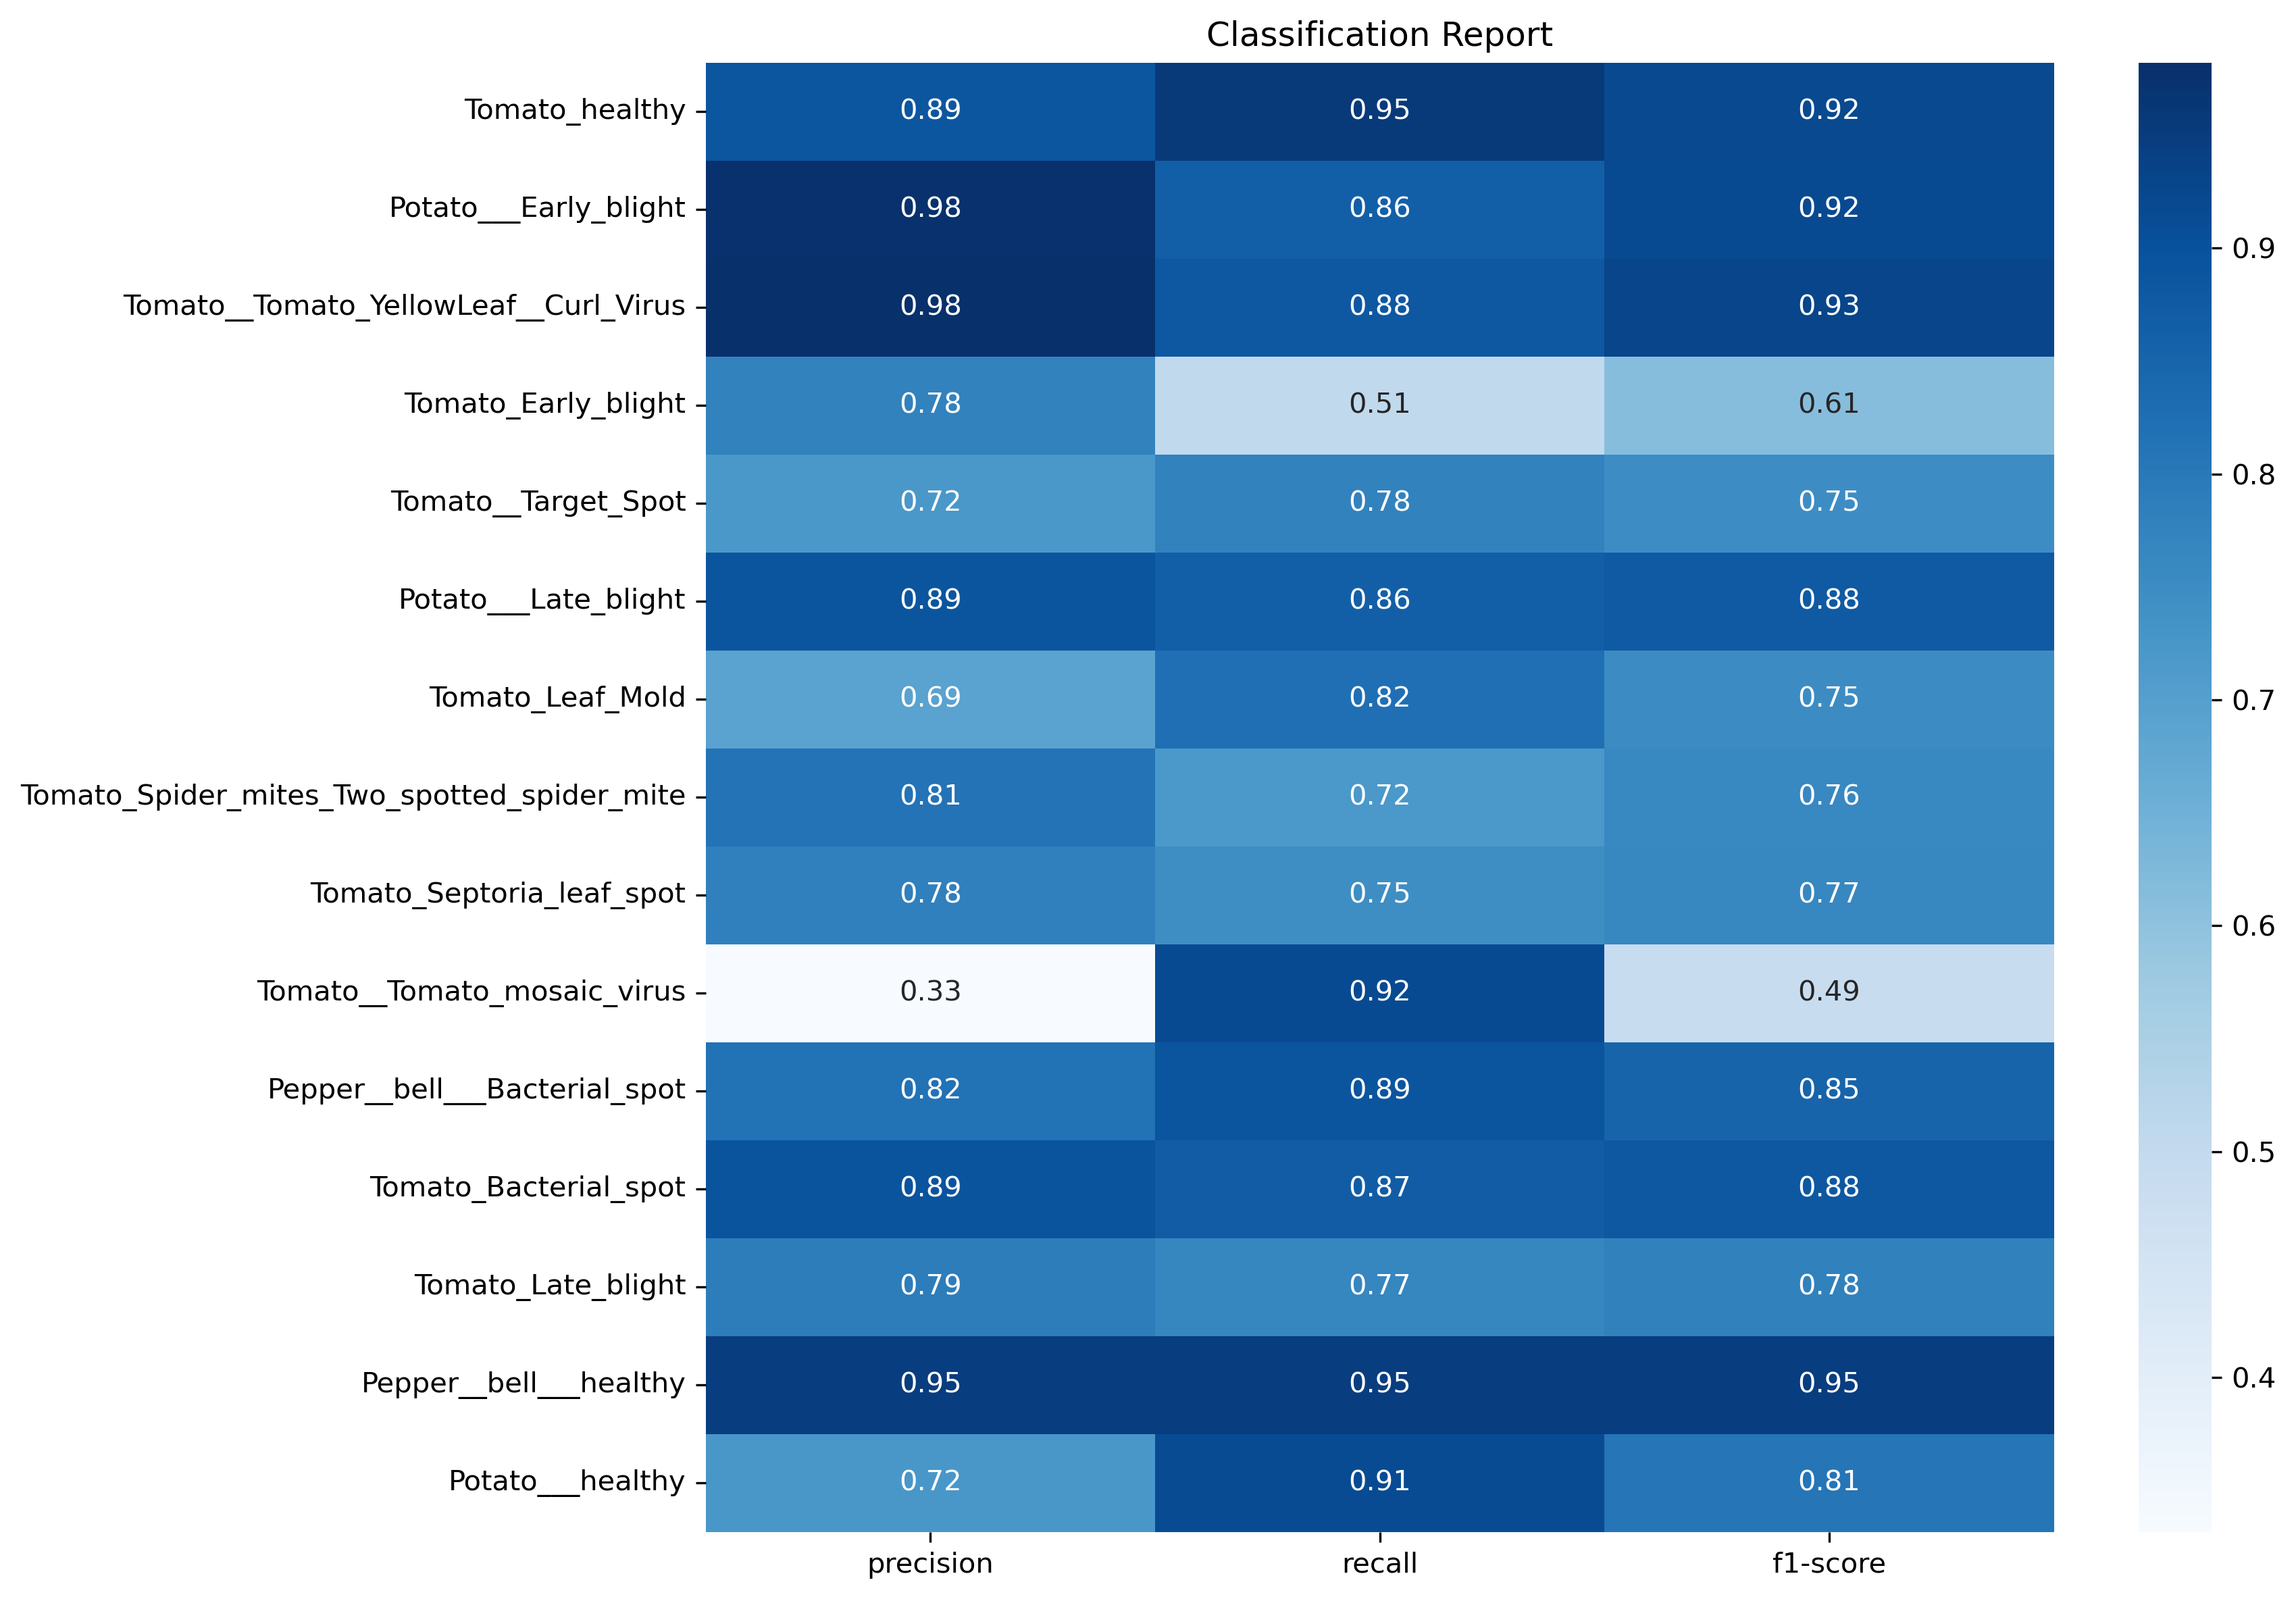 Classification Report
Tomato_healthy 0.89 0.95 0.92
Potato___Early_blight 0.98 0.86 0.92
Tomato__Tomato_YellowLeaf__Curl_Virus 0.98 0.88 0.93
Tomato_Early_blight 0.78 0.51 0.61
Tomato__Target_Spot 0.72 0.78 0.75
Potato___Late_blight 0.89 0.86 0.88
Tomato_Leaf_Mold 0.69 0.82 0.75
Tomato_Spider_mites_Two_spotted_spider_mite 0.81 0.72 0.76
Tomato_Septoria_leaf_spot 0.78 0.75 0.77
Tomato__Tomato_mosaic_virus 0.33 0.92 0.49
Pepper__bell___Bacterial_spot 0.82 0.89 0.85
Tomato_Bacterial_spot 0.89 0.87 0.88
Tomato_Late_blight 0.79 0.77 0.78
Pepper__bell___healthy 0.95 0.95 0.95
Potato___healthy 0.72 0.91 0.81
precision recall f1-score
0.9
0.8
0.7
0.6
0.5
0.4